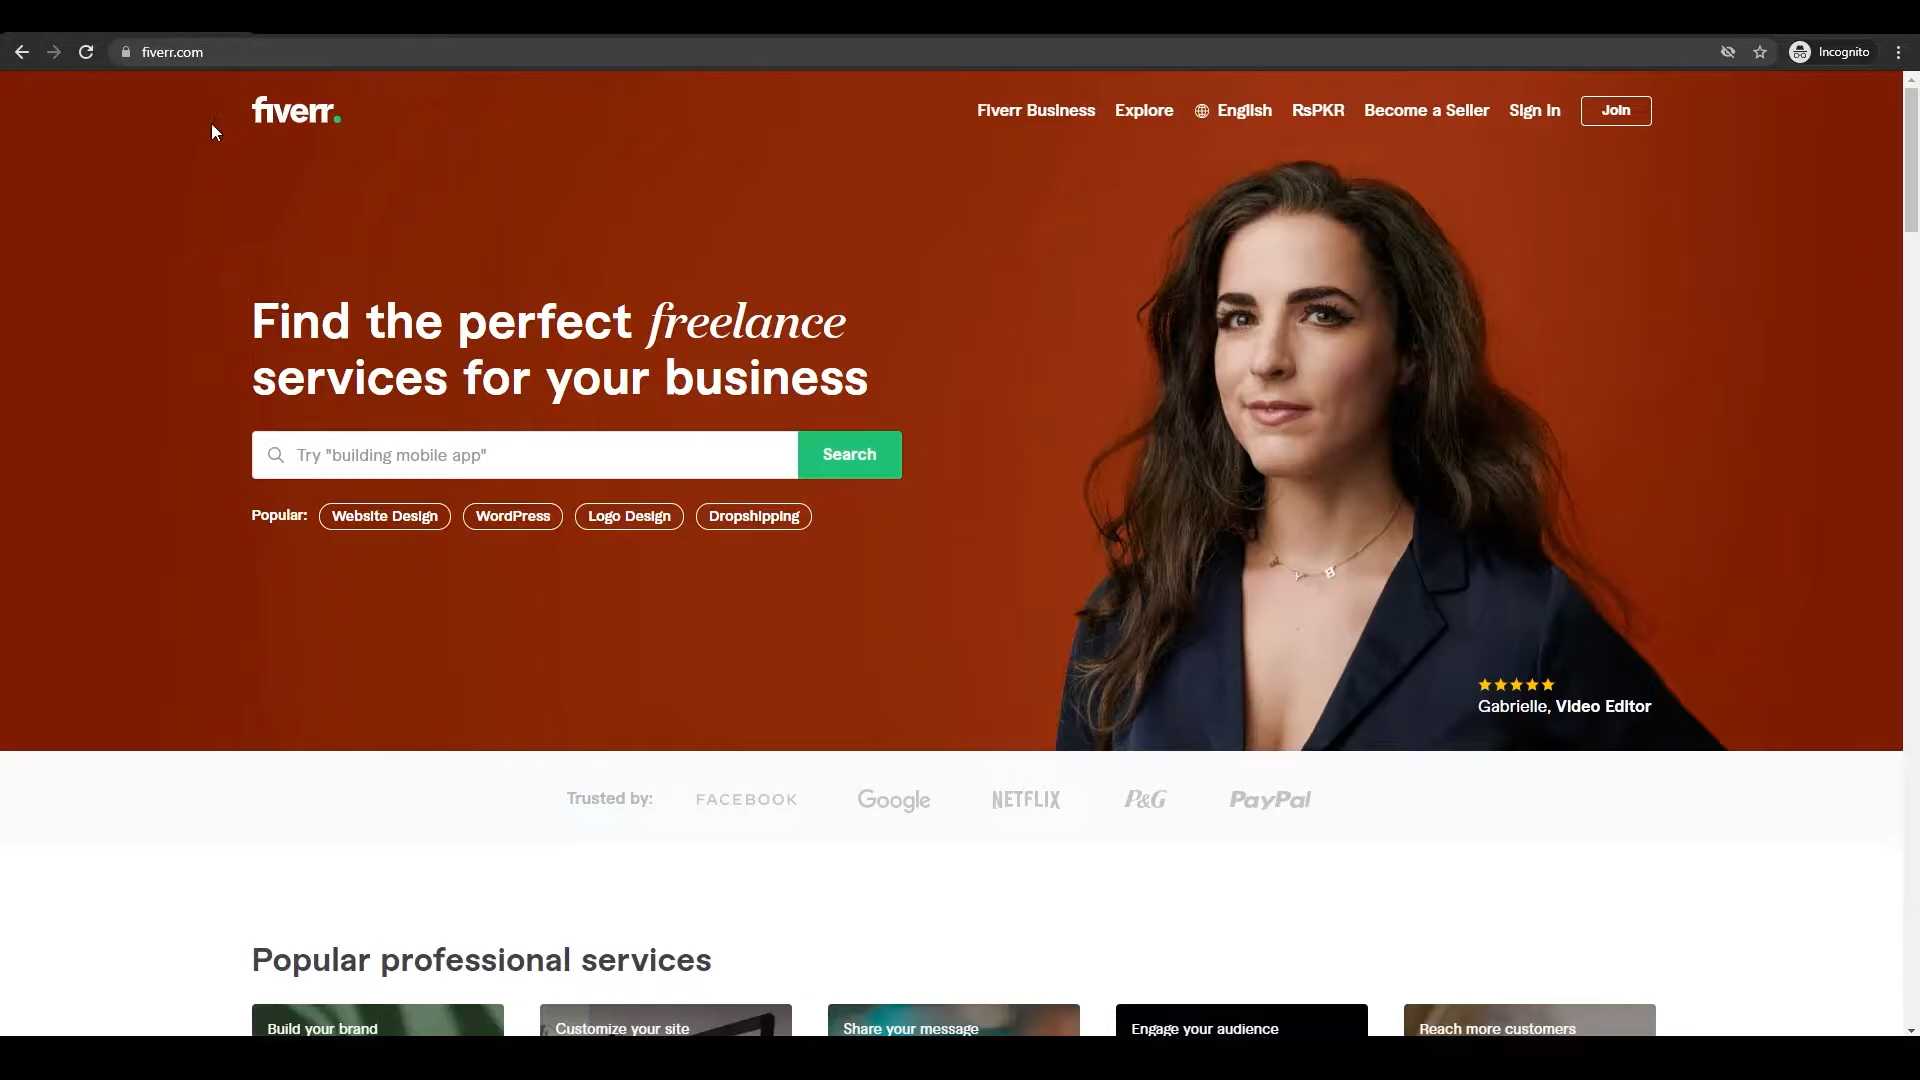 fiverr.com
Incognito
fiverr.
Fiverr Business Explore English RsPKR Become a Seller Sign In Join
Find the perfect freelance
services for your business
Try "building mobile app" Search
Popular: Website Design WordPress Logo Design Dropshipping
Gabrielle, Video Editor
Trusted by: FACEBOOK Google NETFLIX P&G PayPal
Popular professional services
Build your brand Customize your site Share your message Engage your audience Reach more customers